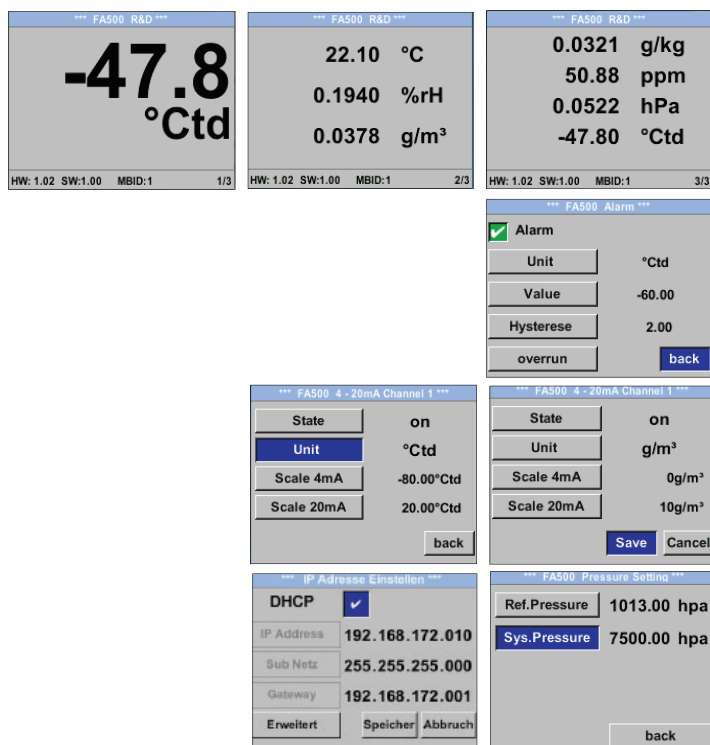 *** FA500 R&D ***
-47.8
°Ctd
HW: 1.02 SW:1.00 MBID:1 1/3
*** FA500 R&D ***
22.10 °C
0.1940 %rH
0.0378 g/m³
HW: 1.02 SW:1.00 MBID:1 2/3
*** FA500 R&D ***
0.0321 g/kg
50.88 ppm
0.0522 hPa
-47.80 °Ctd
HW: 1.02 SW:1.00 MBID:1 3/3
*** FA500 Alarm ***
Alarm
Unit °Ctd
Value -60.00
Hysterese 2.00
overrun back
*** FA500 4 - 20mA Channel 1 ***
State on
Unit °Ctd
Scale 4mA -80.00°Ctd
Scale 20mA 20.00°Ctd
back
*** FA500 4 - 20mA Channel 1 ***
State on
Unit g/m³
Scale 4mA 0g/m³
Scale 20mA 10g/m³
Save Cancel
*** IP Adresse Einstellen ***
DHCP
IP Address 192.168.172.010
Sub Netz 255.255.255.000
Gateway 192.168.172.001
Erweitert Speicher Abbruch
*** FA500 Pressure Setting ***
Ref.Pressure 1013.00 hpa
Sys.Pressure 7500.00 hpa
back